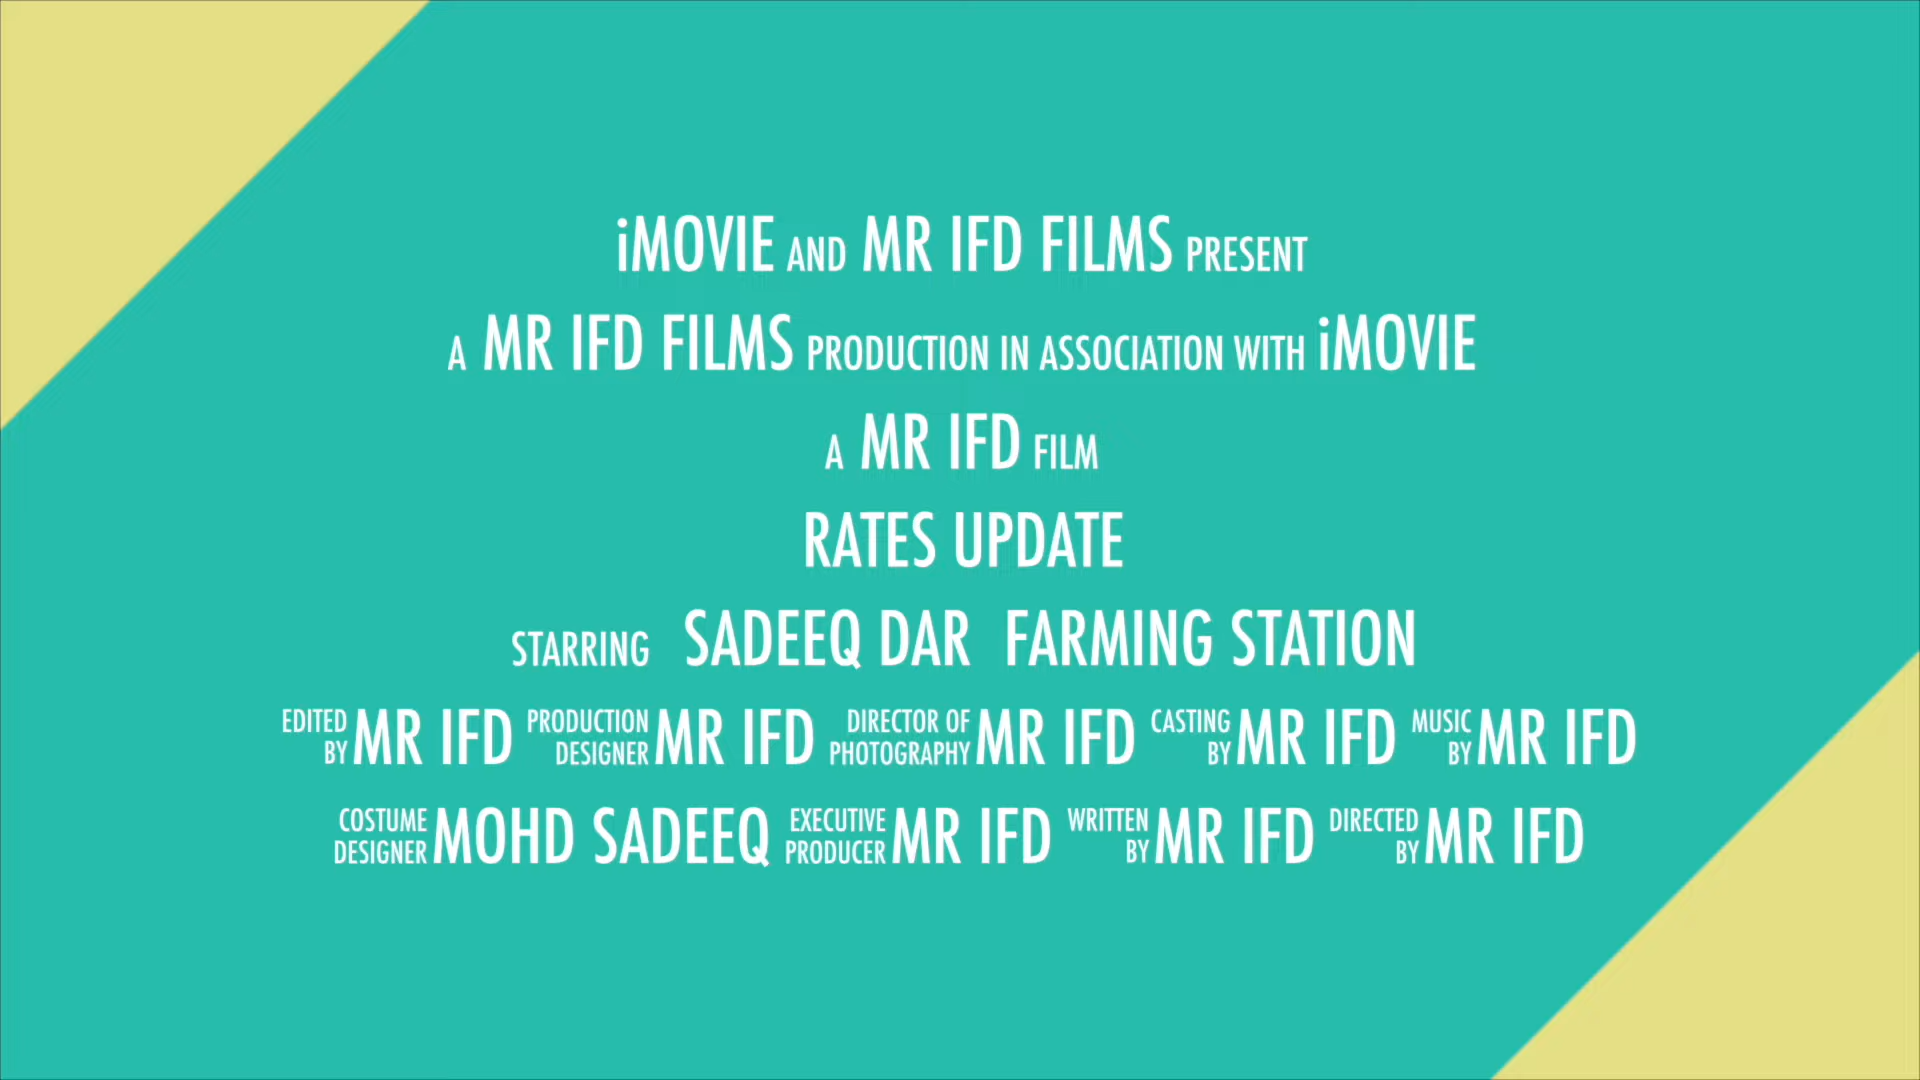 iMOVIE AND MR IFD FILMS PRESENT
A MR IFD FILMS PRODUCTION IN ASSOCIATION WITH iMOVIE
A MR IFD FILM
RATES UPDATE
STARRING SADEEQ DAR FARMING STATION
EDITED BY MR IFD PRODUCTION DESIGNER MR IFD DIRECTOR OF PHOTOGRAPHY MR IFD CASTING BY MR IFD MUSIC BY MR IFD
COSTUME DESIGNER MOHD SADEEQ EXECUTIVE PRODUCER MR IFD WRITTEN BY MR IFD DIRECTED BY MR IFD